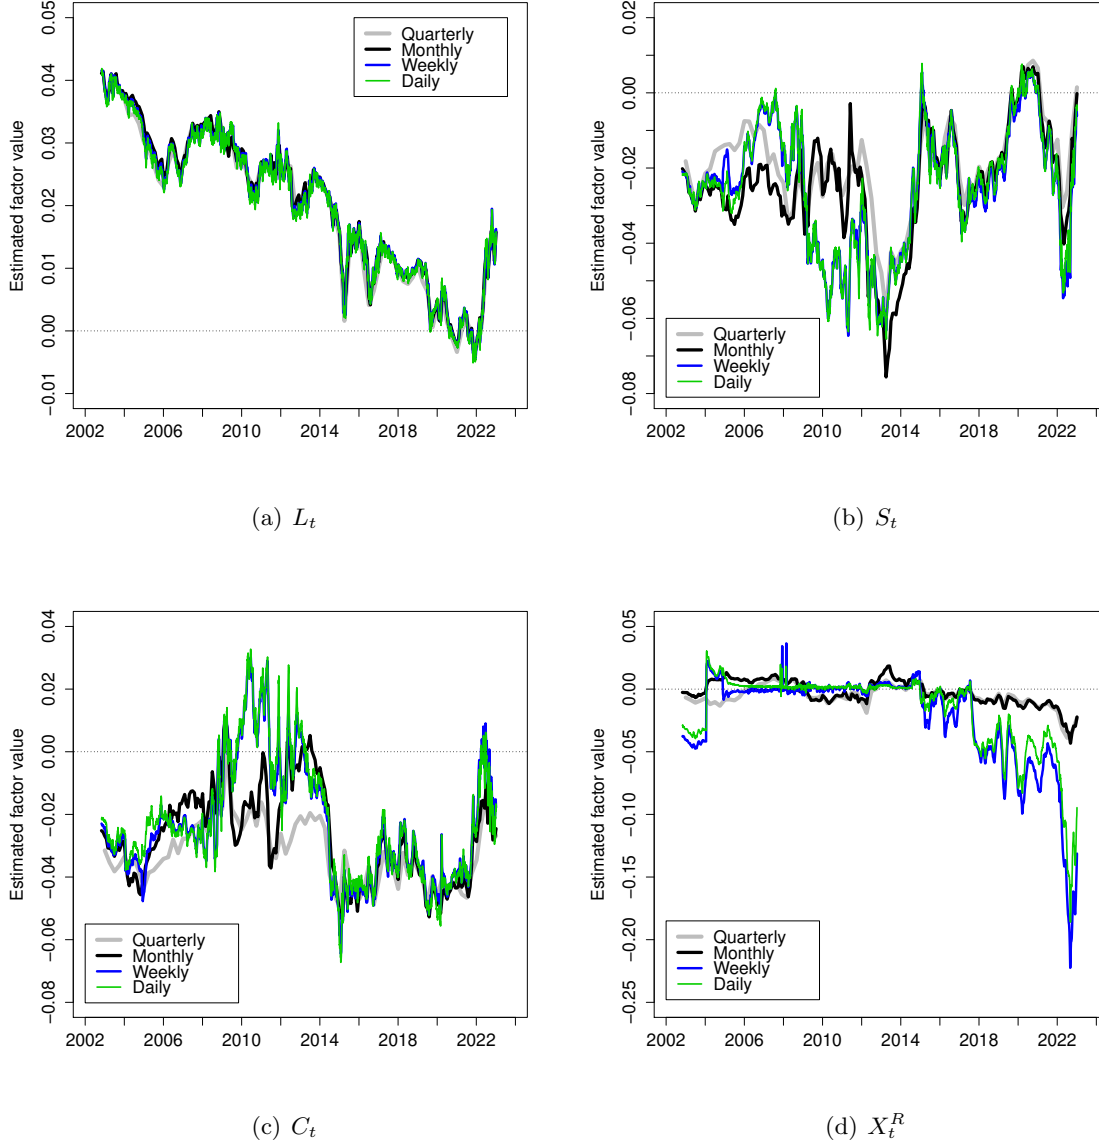 Estimated factor value
−0.01 0.00 0.01 0.02 0.03 0.04 0.05
Quarterly
Monthly
Weekly
Daily
2002 2006 2010 2014 2018 2022
(a) L_t
Estimated factor value
−0.08 −0.06 −0.04 −0.02 0.00 0.02
Quarterly
Monthly
Weekly
Daily
2002 2006 2010 2014 2018 2022
(b) S_t
Estimated factor value
−0.08 −0.06 −0.04 −0.02 0.00 0.02 0.04
Quarterly
Monthly
Weekly
Daily
2002 2006 2010 2014 2018 2022
(c) C_t
Estimated factor value
−0.25 −0.20 −0.15 −0.10 −0.05 0.00 0.05
Quarterly
Monthly
Weekly
Daily
2002 2006 2010 2014 2018 2022
(d) X_t^R